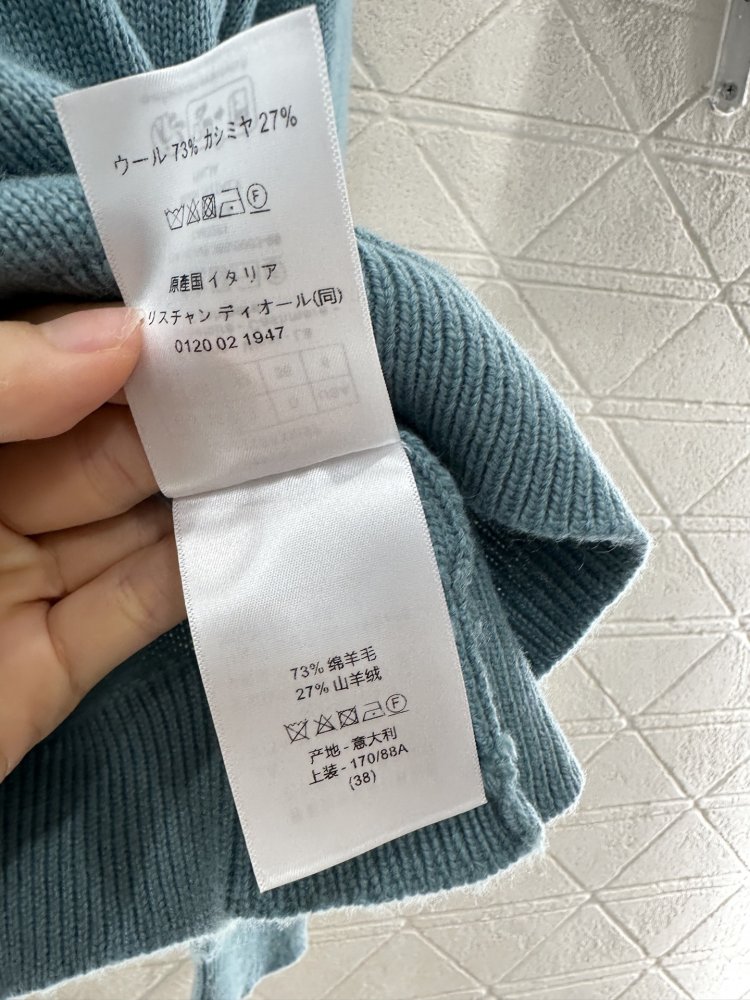 ウール 73% カシミヤ 27%
F
原産国 イタリア
リスチャン ディオール(同)
0120 02 1947
73% 绵羊毛
27% 山羊绒
F
产地 - 意大利
上装 - 170/88A
(38)